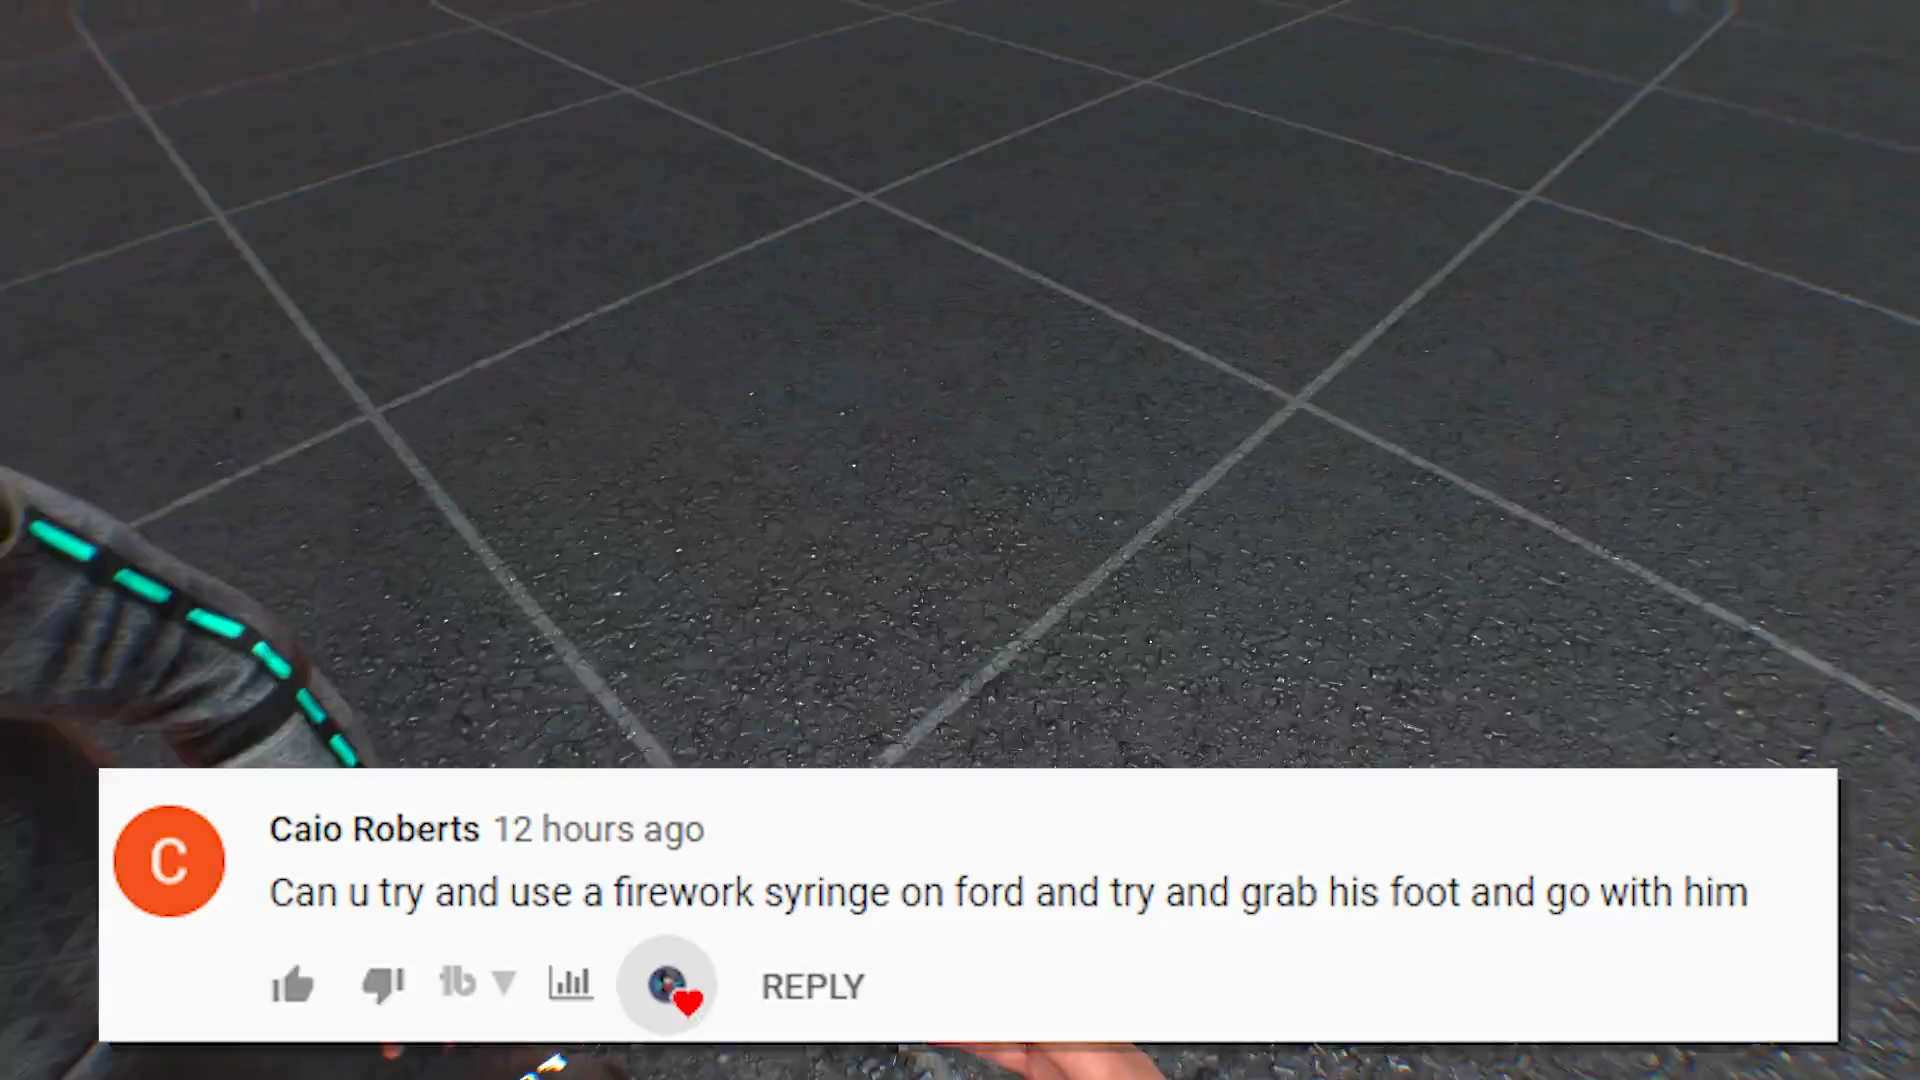 C
Caio Roberts 12 hours ago
Can u try and use a firework syringe on ford and try and grab his foot and go with him
REPLY